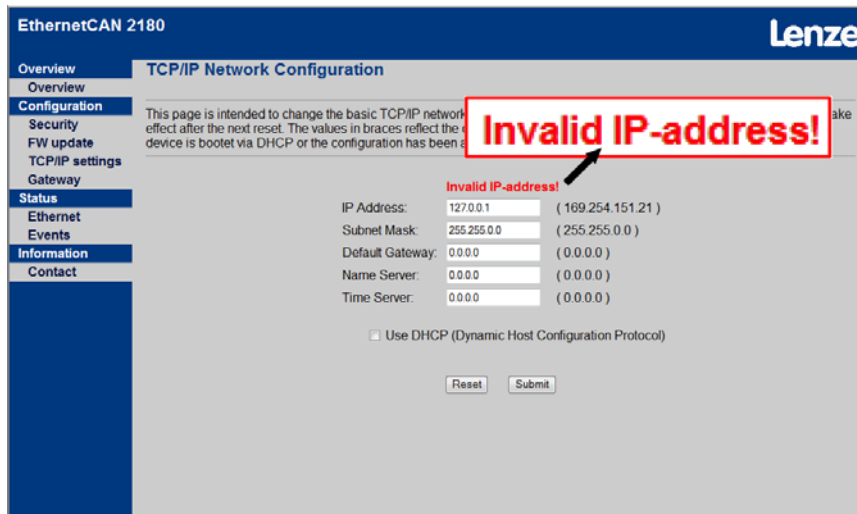 EthernetCAN 2180
Lenze
Overview
Overview
Configuration
Security
FW update
TCP/IP settings
Gateway
Status
Ethernet
Events
Information
Contact
TCP/IP Network Configuration
This page is intended to change the basic TCP/IP netwo ake
effect after the next reset. The values in braces reflect the
device is bootet via DHCP or the configuration has been a
Invalid IP-address!
Invalid IP-address!
IP Address: 127.0.0.1 ( 169.254.151.21 )
Subnet Mask: 255.255.0.0 ( 255.255.0.0 )
Default Gateway: 0.0.0.0 ( 0.0.0.0 )
Name Server: 0.0.0.0 ( 0.0.0.0 )
Time Server: 0.0.0.0 ( 0.0.0.0 )
Use DHCP (Dynamic Host Configuration Protocol)
Reset Submit